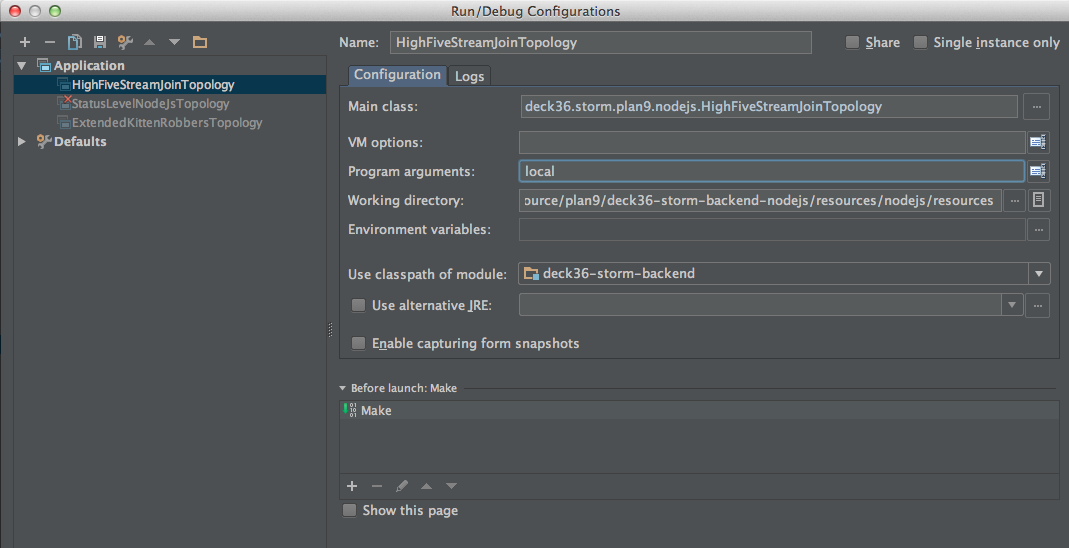 Run/Debug Configurations
Name: HighFiveStreamJoinTopology Share Single instance only
Application
HighFiveStreamJoinTopology
StatusLevelNodeJsTopology
ExtendedKittenRobbersTopology
Defaults
Configuration Logs
Main class: deck36.storm.plan9.nodejs.HighFiveStreamJoinTopology ...
VM options:
Program arguments: local
Working directory: ource/plan9/deck36-storm-backend-nodejs/resources/nodejs/resources ...
Environment variables: ...
Use classpath of module: deck36-storm-backend
Use alternative JRE: ...
Enable capturing form snapshots
Before launch: Make
Make
Show this page